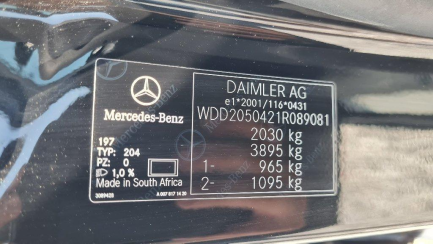 Mercedes-Benz
197
TYP: 204
PZ: 0
1,0 %
Made in South Africa
DAIMLER AG
e1*2001/116*0431
WDD2050421R089081
2030 kg
3895 kg
1- 965 kg
2- 1095 kg